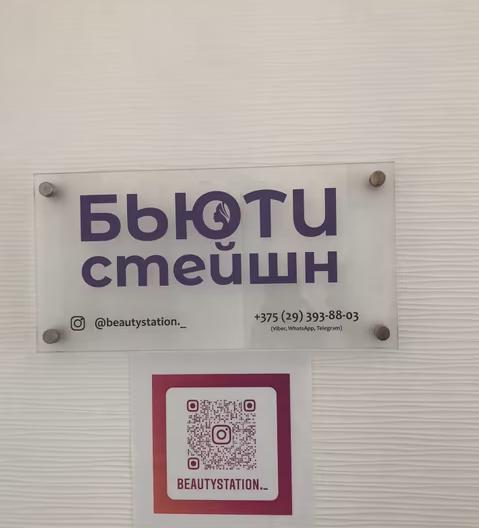 БЬЮТИ
стейшн
@beautystation._
+375 (29) 393-88-03
(Viber, WhatsApp, Telegram)
BEAUTYSTATION._